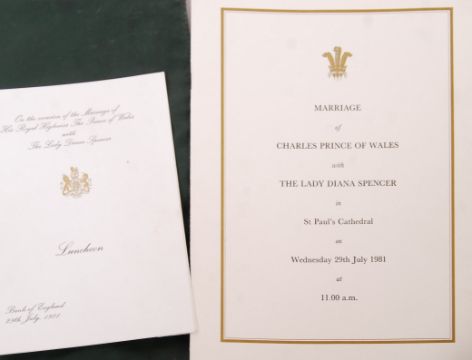 On the occasion of the Marriage of
His Royal Highness The Prince of Wales
with
The Lady Diana Spencer
Luncheon
Bank of England
29th July, 1981
MARRIAGE
of
CHARLES PRINCE OF WALES
with
THE LADY DIANA SPENCER
in
St Paul's Cathedral
on
Wednesday 29th July 1981
at
11.00 a.m.